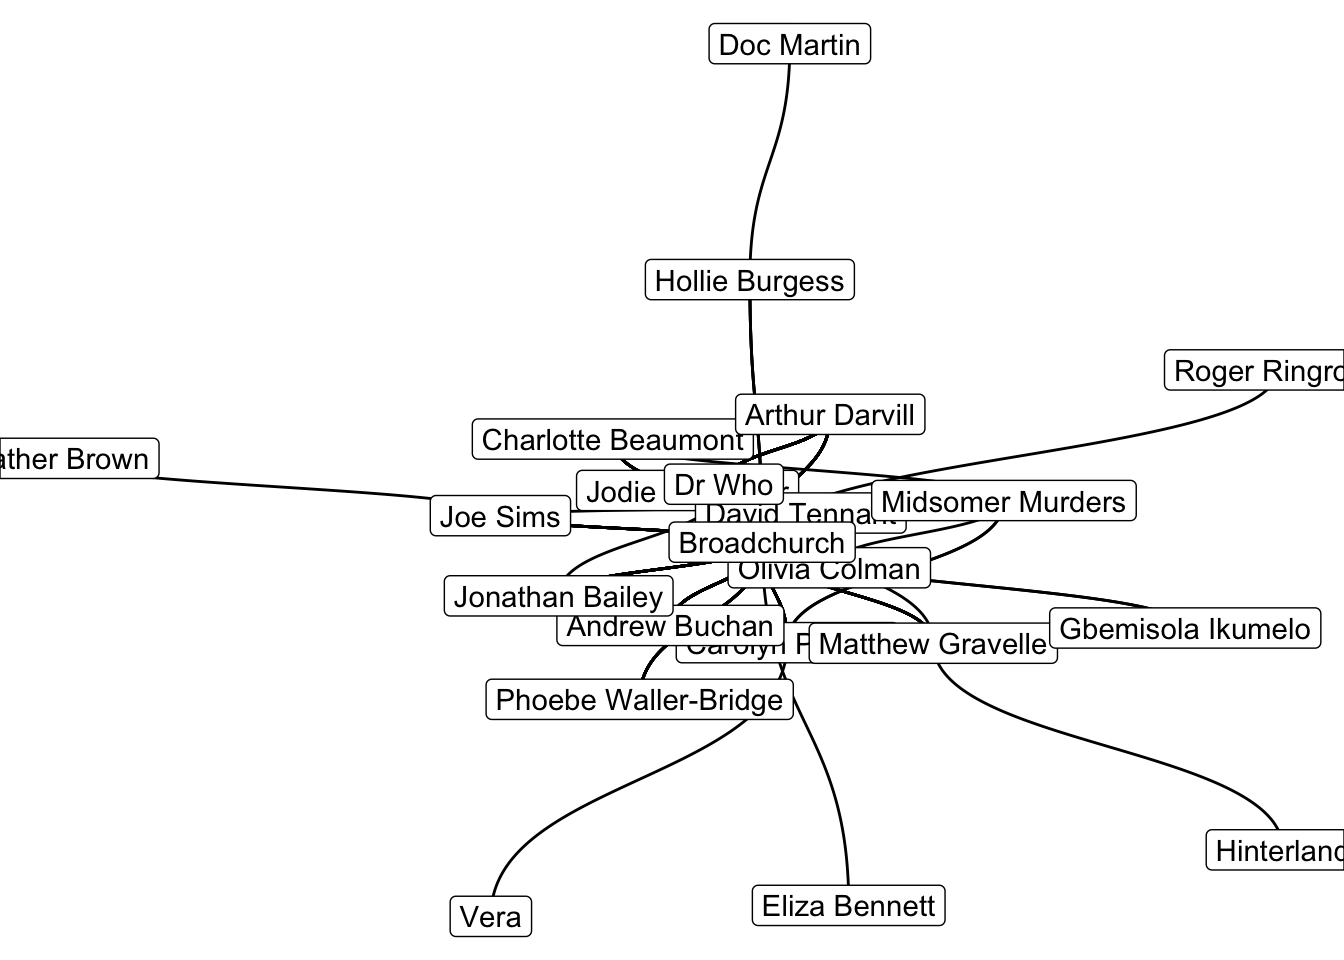 Doc Martin
Hollie Burgess
Roger
Arthur Darvill
Charlotte Beaumont
Brown
Jodie
Dr Who
Midsomer Murders
Joe Sims
David Tennant
Broadchurch
Olivia Colman
Jonathan Bailey
Andrew Buchan
Carolyn
Matthew Gravelle
Gbemisola Ikumelo
Phoebe Waller-Bridge
Hinterland
Vera
Eliza Bennett